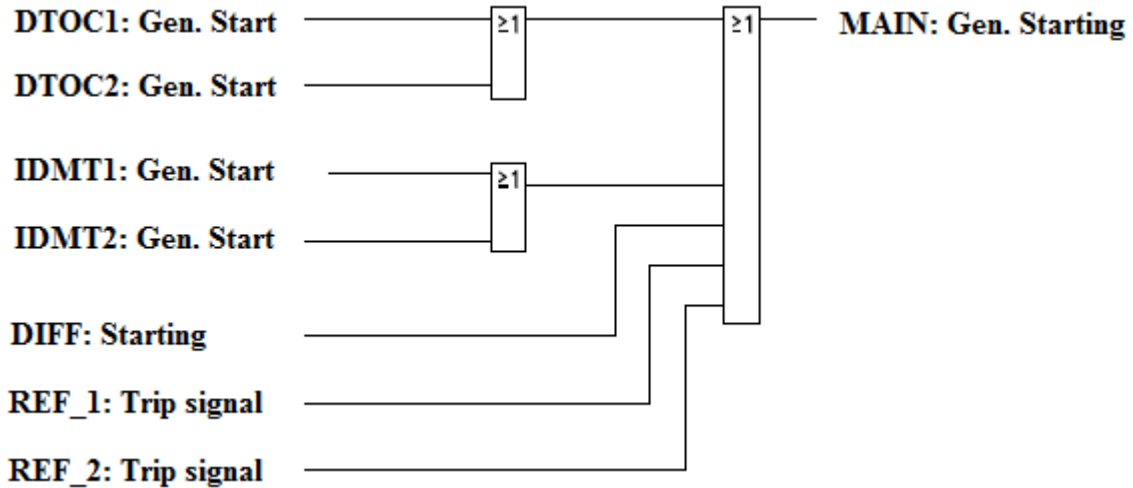 DTOC1: Gen. Start
≥1
≥1
MAIN: Gen. Starting
DTOC2: Gen. Start
IDMT1: Gen. Start
≥1
IDMT2: Gen. Start
DIFF: Starting
REF_1: Trip signal
REF_2: Trip signal